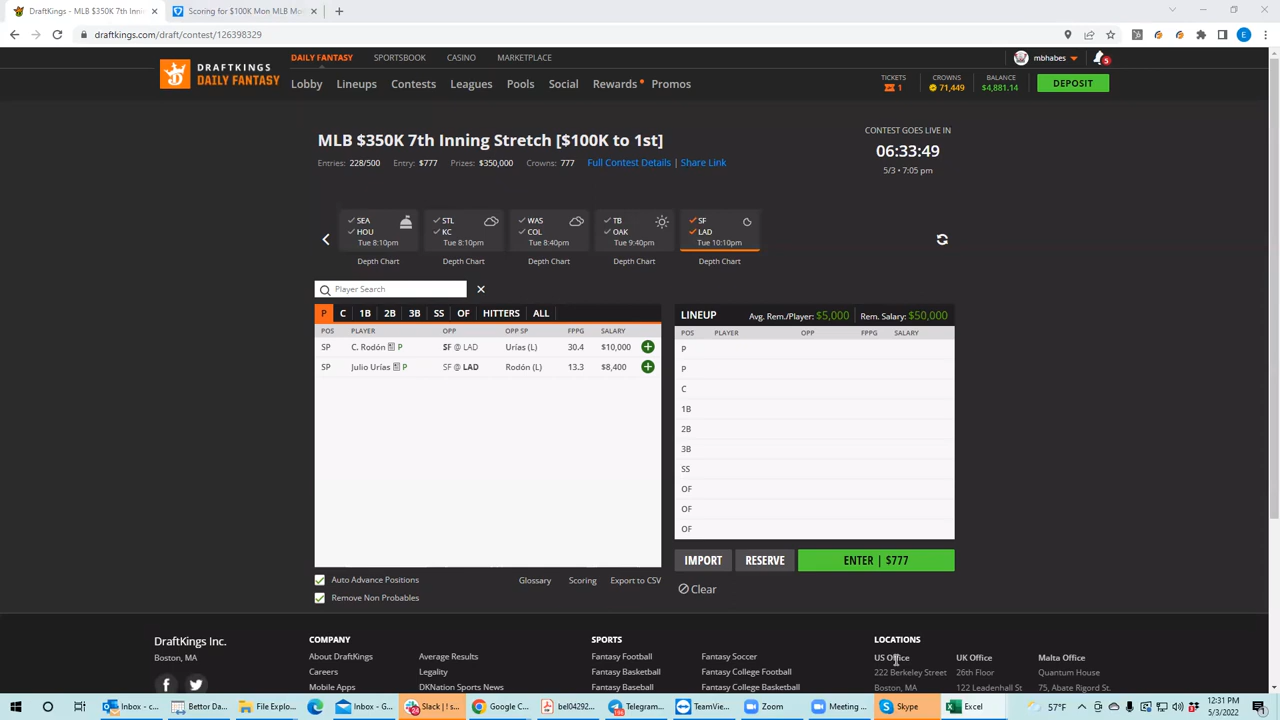 DraftKings - MLB $350K 7th Inning Stretch
Scoring for $100K Mon MLB Mo
draftkings.com/draft/contest/126398329
E
DRAFTKINGS
DAILY FANTASY
DAILY FANTASY SPORTSBOOK CASINO MARKETPLACE
mbhabes
5
Lobby Lineups Contests Leagues Pools Social Rewards Promos
TICKETS CROWNS BALANCE
1 71,449 $4,881.14
DEPOSIT
MLB $350K 7th Inning Stretch [$100K to 1st]
Entries: 228/500 Entry: $777 Prizes: $350,000 Crowns: 777 Full Contest Details | Share Link
CONTEST GOES LIVE IN
06:33:49
5/3 • 7:05 pm
SEA STL WAS TB SF
HOU KC COL OAK LAD
Tue 8:10pm Tue 8:10pm Tue 8:40pm Tue 9:40pm Tue 10:10pm
Depth Chart Depth Chart Depth Chart Depth Chart Depth Chart
Player Search
P C 1B 2B 3B SS OF HITTERS ALL
POS PLAYER OPP OPP SP FPPG SALARY
SP C. Rodón P SF @ LAD Urías (L) 30.4 $10,000
SP Julio Urías P SF @ LAD Rodón (L) 13.3 $8,400
LINEUP Avg. Rem./Player: $5,000 Rem. Salary: $50,000
POS PLAYER OPP FPPG SALARY
P
P
C
1B
2B
3B
SS
OF
OF
OF
IMPORT RESERVE ENTER | $777
Clear
Auto Advance Positions
Remove Non Probables
Glossary Scoring Export to CSV
DraftKings Inc.
Boston, MA
COMPANY
About DraftKings Average Results
Careers Legality
Mobile Apps DKNation Sports News
SPORTS
Fantasy Football Fantasy Soccer
Fantasy Basketball Fantasy College Football
Fantasy Baseball Fantasy College Basketball
LOCATIONS
US Office UK Office Malta Office
222 Berkeley Street 26th Floor Quantum House
Boston, MA 122 Leadenhall St 75, Abate Rigord St.
Inbox - ... Bettor Da... File Explo... Inbox - G... Slack | ! s... Google C... bel04292... Telegram... TeamVie... Zoom Meeting ... Skype Excel 57°F 12:31 PM
5/3/2022